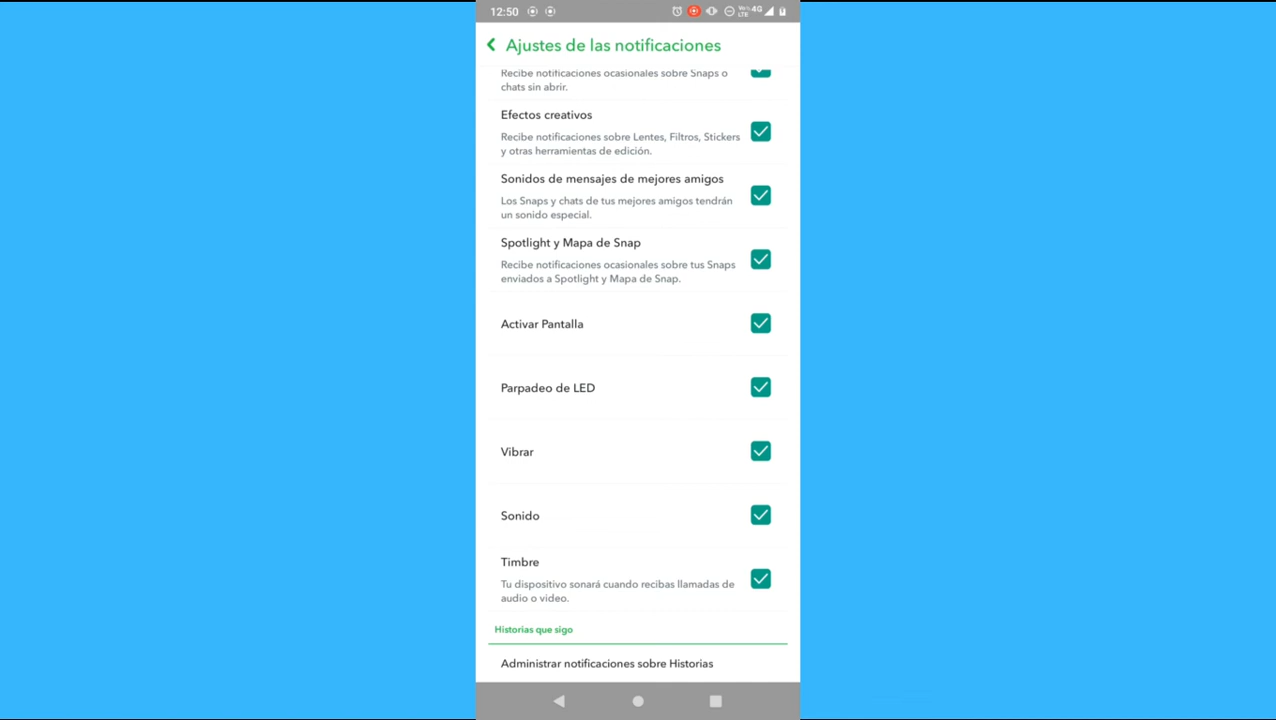 12:50
VoLTE 4G
Ajustes de las notificaciones
Recibe notificaciones ocasionales sobre Snaps o
chats sin abrir.
Efectos creativos
Recibe notificaciones sobre Lentes, Filtros, Stickers
y otras herramientas de edición.
Sonidos de mensajes de mejores amigos
Los Snaps y chats de tus mejores amigos tendrán
un sonido especial.
Spotlight y Mapa de Snap
Recibe notificaciones ocasionales sobre tus Snaps
enviados a Spotlight y Mapa de Snap.
Activar Pantalla
Parpadeo de LED
Vibrar
Sonido
Timbre
Tu dispositivo sonará cuando recibas llamadas de
audio o video.
Historias que sigo
Administrar notificaciones sobre Historias